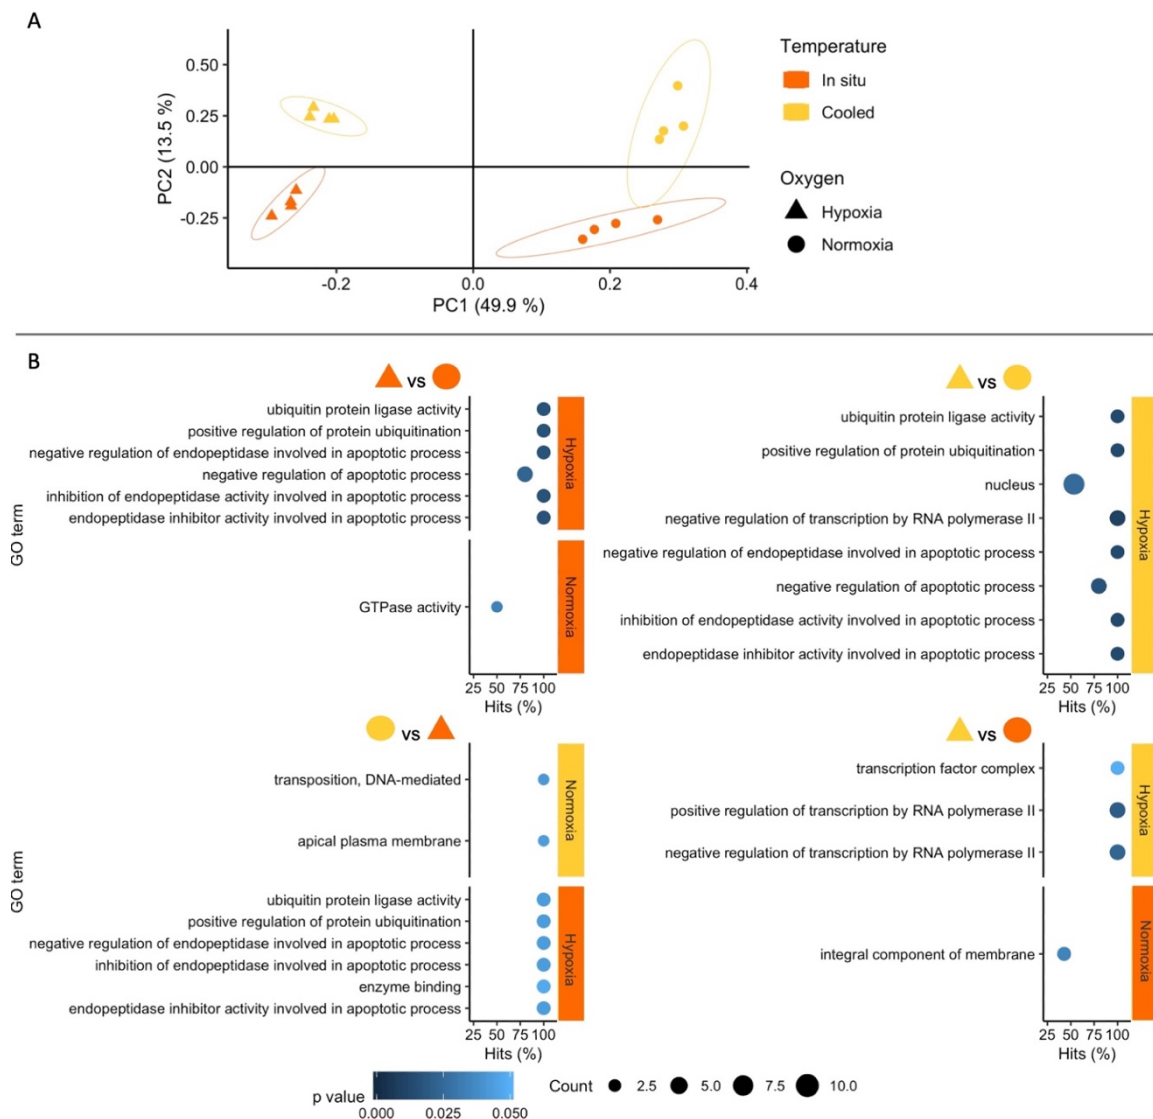 A
0.50
0.25
0.00
-0.25
PC2 (13.5 %)
-0.2
0.0
0.2
0.4
PC1 (49.9 %)
Temperature
In situ
Cooled
Oxygen
Hypoxia
Normoxia
B
vs
GO term
ubiquitin protein ligase activity
positive regulation of protein ubiquitination
negative regulation of endopeptidase involved in apoptotic process
negative regulation of apoptotic process
inhibition of endopeptidase activity involved in apoptotic process
endopeptidase inhibitor activity involved in apoptotic process
Hypoxia
GTPase activity
Normoxia
25 50 75 100
Hits (%)
vs
ubiquitin protein ligase activity
positive regulation of protein ubiquitination
nucleus
negative regulation of transcription by RNA polymerase II
negative regulation of endopeptidase involved in apoptotic process
negative regulation of apoptotic process
inhibition of endopeptidase activity involved in apoptotic process
endopeptidase inhibitor activity involved in apoptotic process
Hypoxia
25 50 75 100
Hits (%)
vs
GO term
transposition, DNA-mediated
apical plasma membrane
Normoxia
ubiquitin protein ligase activity
positive regulation of protein ubiquitination
negative regulation of endopeptidase involved in apoptotic process
inhibition of endopeptidase involved in apoptotic process
enzyme binding
endopeptidase inhibitor activity involved in apoptotic process
Hypoxia
25 50 75 100
Hits (%)
vs
transcription factor complex
positive regulation of transcription by RNA polymerase II
negative regulation of transcription by RNA polymerase II
Hypoxia
integral component of membrane
Normoxia
25 50 75 100
Hits (%)
p value
0.000 0.025 0.050
Count 2.5 5.0 7.5 10.0